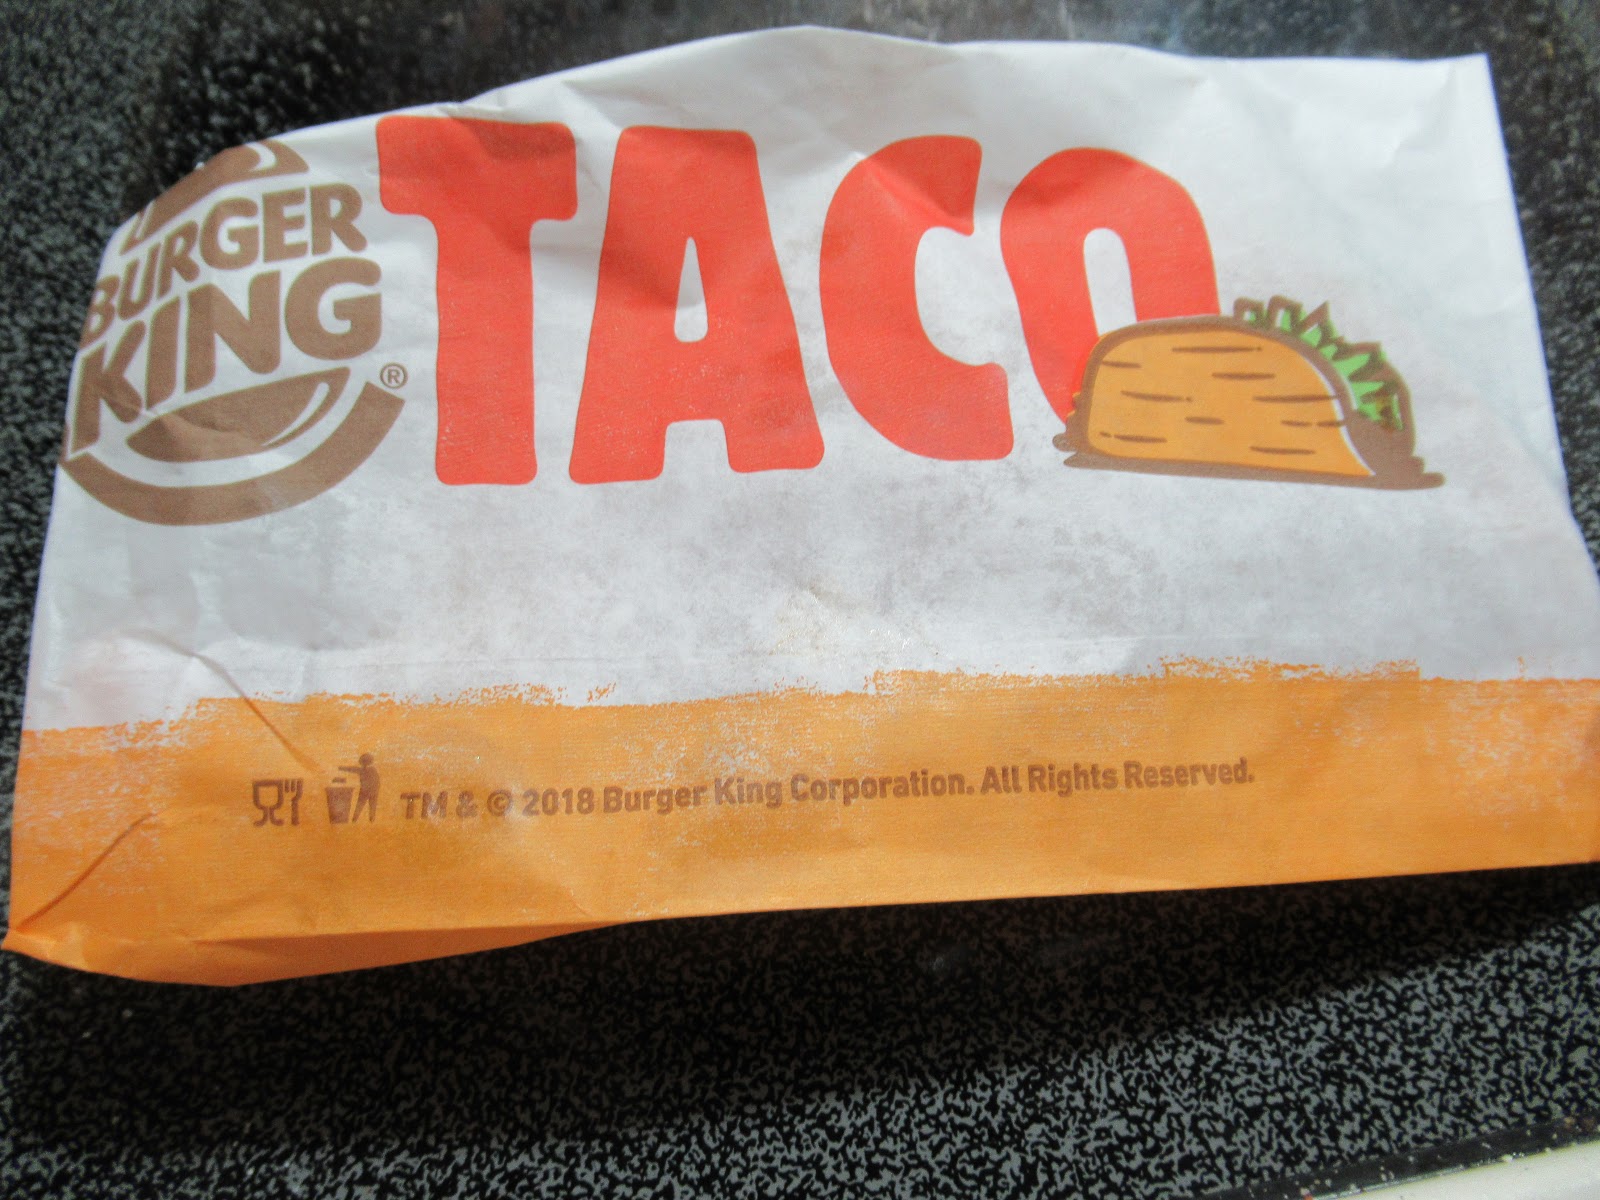 BURGER
KING®
TACO
TM & © 2018 Burger King Corporation. All Rights Reserved.